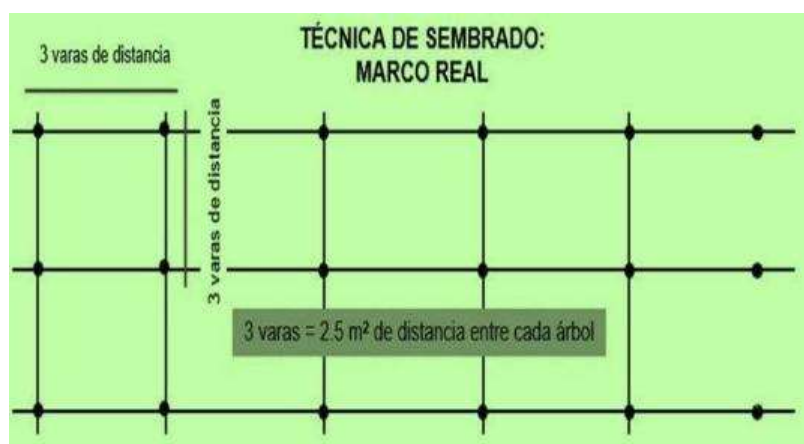 3 varas de distancia
TÉCNICA DE SEMBRADO:
MARCO REAL
3 varas de distancia
3 varas = 2.5 m² de distancia entre cada árbol